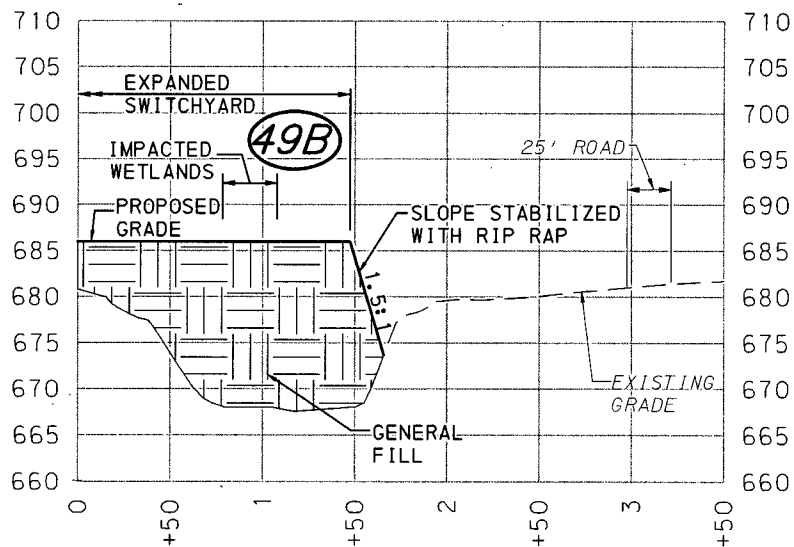 710
710
705
705
EXPANDED
SWITCHYARD
700
700
49B
IMPACTED
WETLANDS
25' ROAD
695
695
690
690
PROPOSED
GRADE
SLOPE STABILIZED
WITH RIP RAP
685
685
1.5:1
680
680
675
675
670
670
EXISTING
GRADE
665
665
GENERAL
FILL
660
660
0
+50
1
+50
2
+50
3
+50